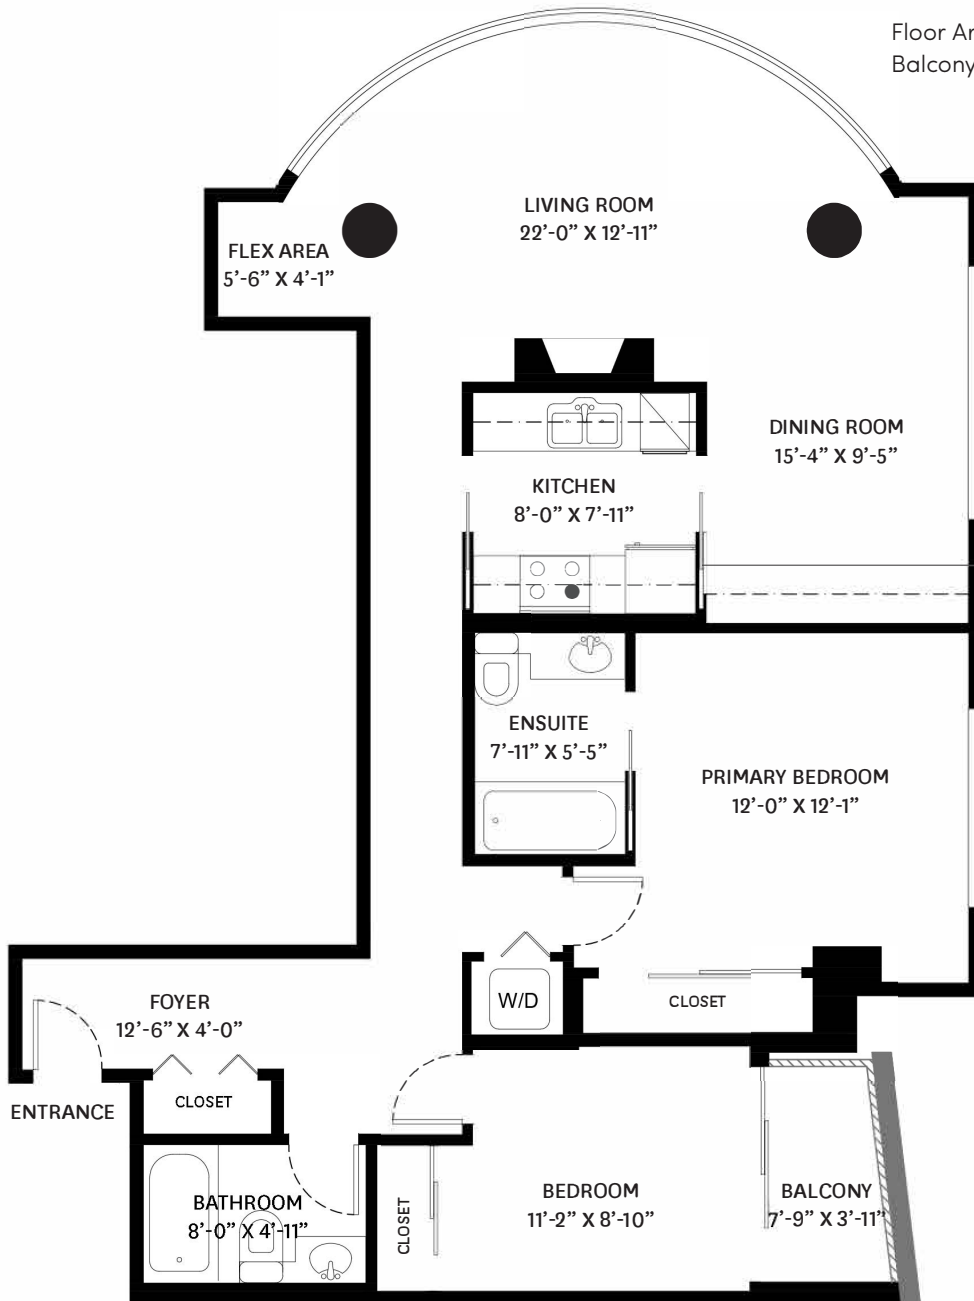 Floor Ar
Balcony
LIVING ROOM
22’-0” X 12’-11”
FLEX AREA
5’-6” X 4’-1”
DINING ROOM
15’-4” X 9’-5”
KITCHEN
8’-0” X 7’-11”
ENSUITE
7’-11” X 5’-5”
PRIMARY BEDROOM
12’-0” X 12’-1”
W/D
CLOSET
FOYER
12’-6” X 4’-0”
CLOSET
ENTRANCE
BATHROOM
8’-0” X 4’-11”
CLOSET
BEDROOM
11’-2” X 8’-10”
BALCONY
7’-9” X 3’-11”